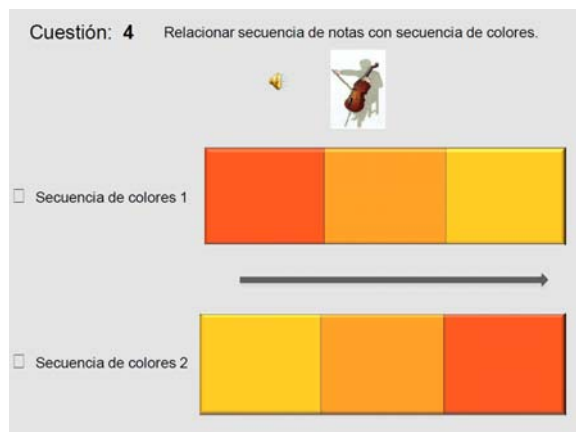 Cuestión: 4 Relacionar secuencia de notas con secuencia de colores.
Secuencia de colores 1
Secuencia de colores 2